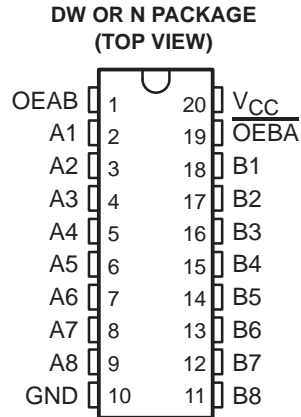 DW OR N PACKAGE
(TOP VIEW)
OEAB 1 20 VCC
A1 2 19 OEBA
A2 3 18 B1
A3 4 17 B2
A4 5 16 B3
A5 6 15 B4
A6 7 14 B5
A7 8 13 B6
A8 9 12 B7
GND 10 11 B8